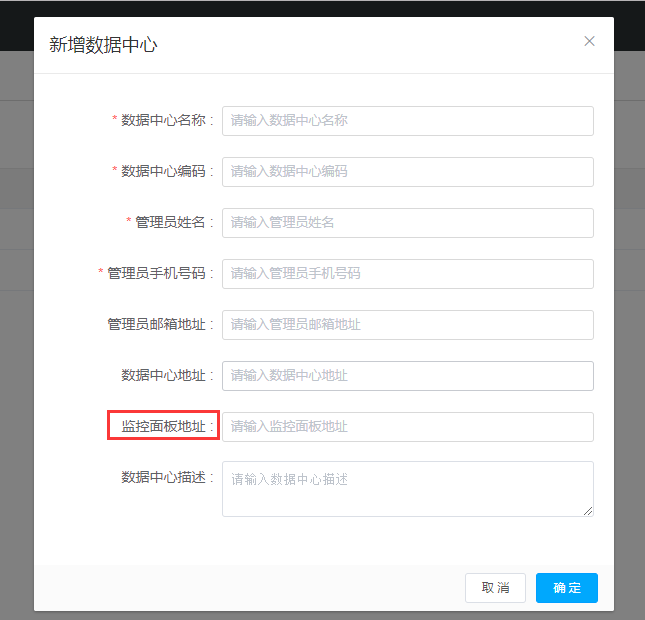 新增数据中心
* 数据中心名称 : 请输入数据中心名称
* 数据中心编码 : 请输入数据中心编码
* 管理员姓名 : 请输入管理员姓名
* 管理员手机号码 : 请输入管理员手机号码
管理员邮箱地址 : 请输入管理员邮箱地址
数据中心地址 : 请输入数据中心地址
监控面板地址 : 请输入监控面板地址
数据中心描述 : 请输入数据中心描述
取消 确定